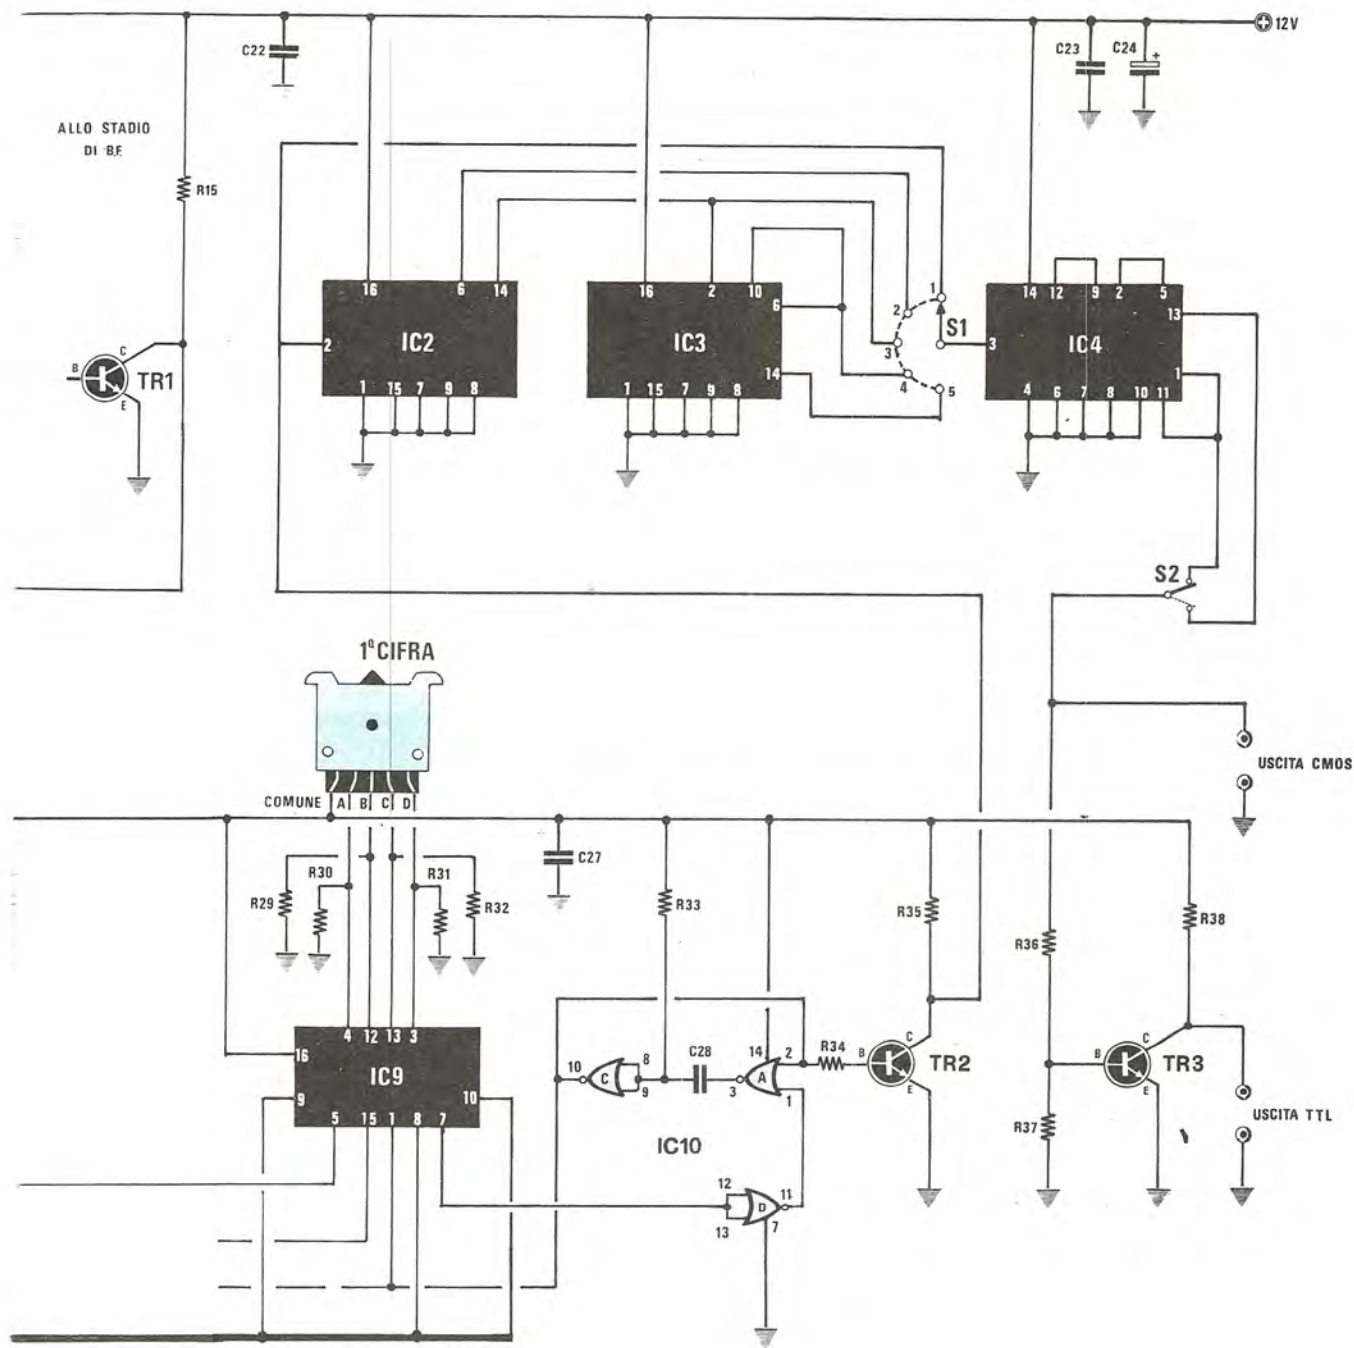 12V
C22
C23
C24
+
ALLO STADIO
DI B.F.
R15
1
2
3
4
5
S1
16
6
14
2
IC2
1
15
7
9
8
16
2
10
6
14
IC3
1
15
7
9
8
14
12
9
2
5
13
3
IC4
1
4
6
7
8
10
11
B
C
E
TR1
S2
1ª CIFRA
COMUNE
A
B
C
D
USCITA CMOS
C27
R29
R30
R31
R32
R33
R35
R36
R38
4
12
13
3
16
IC9
9
10
5
15
1
8
7
10
C
8
9
C28
14
A
3
2
1
R34
B
C
E
TR2
IC10
B
C
E
TR3
R37
USCITA TTL
12
13
D
11
7